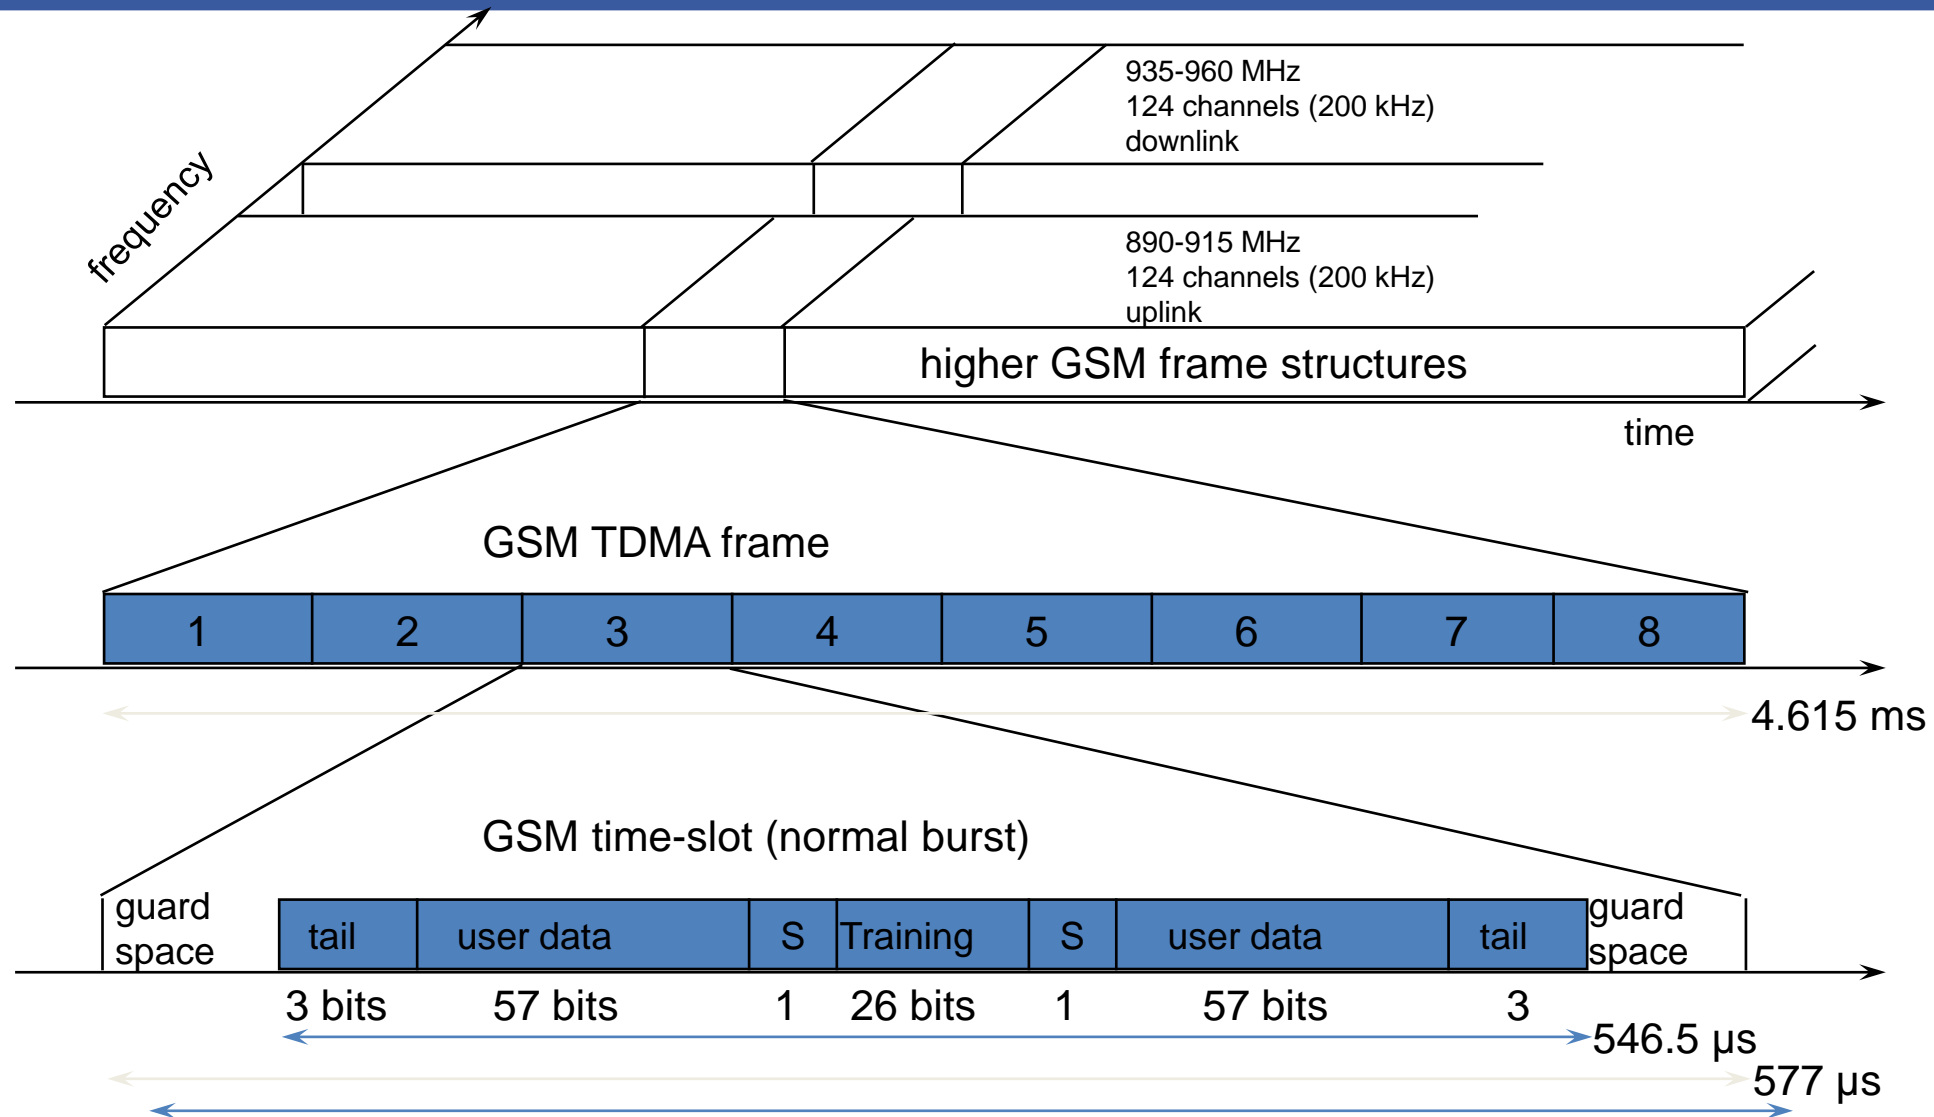 935-960 MHz
124 channels (200 kHz)
downlink
frequency
890-915 MHz
124 channels (200 kHz)
uplink
higher GSM frame structures
time
GSM TDMA frame
1 2 3 4 5 6 7 8
4.615 ms
GSM time-slot (normal burst)
guard
space
tail user data S Training S user data tail
guard
space
3 bits 57 bits 1 26 bits 1 57 bits 3
546.5 µs
577 µs